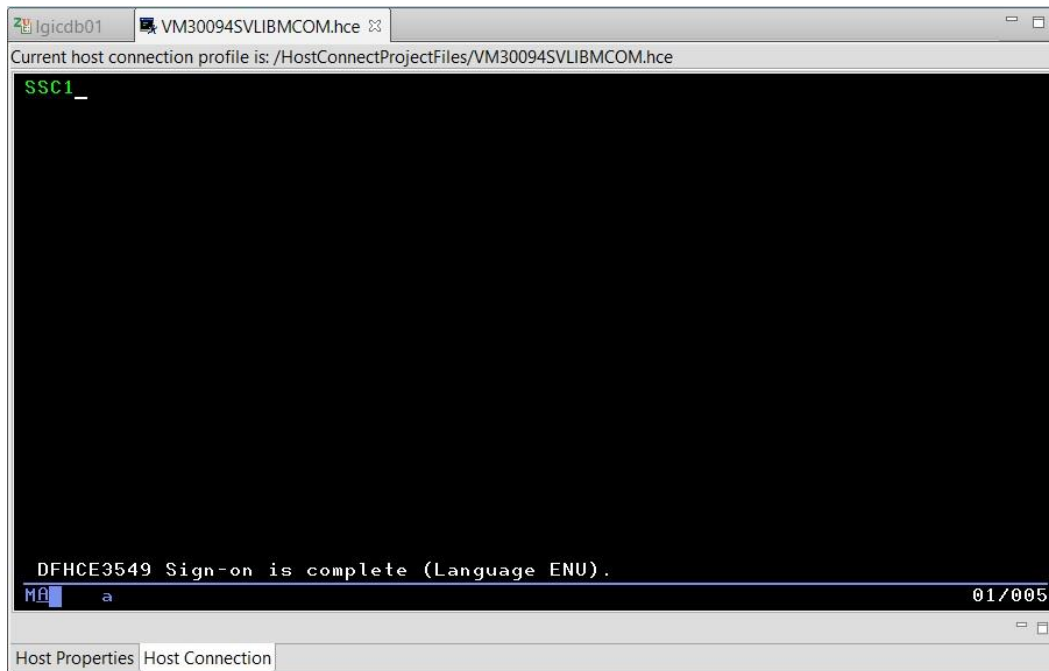 lgicdb01
VM30094SVLIBMCOM.hce
Current host connection profile is: /HostConnectProjectFiles/VM30094SVLIBMCOM.hce
SSC1_
DFHCE3549 Sign-on is complete (Language ENU).
MA a 01/005
Host Properties Host Connection